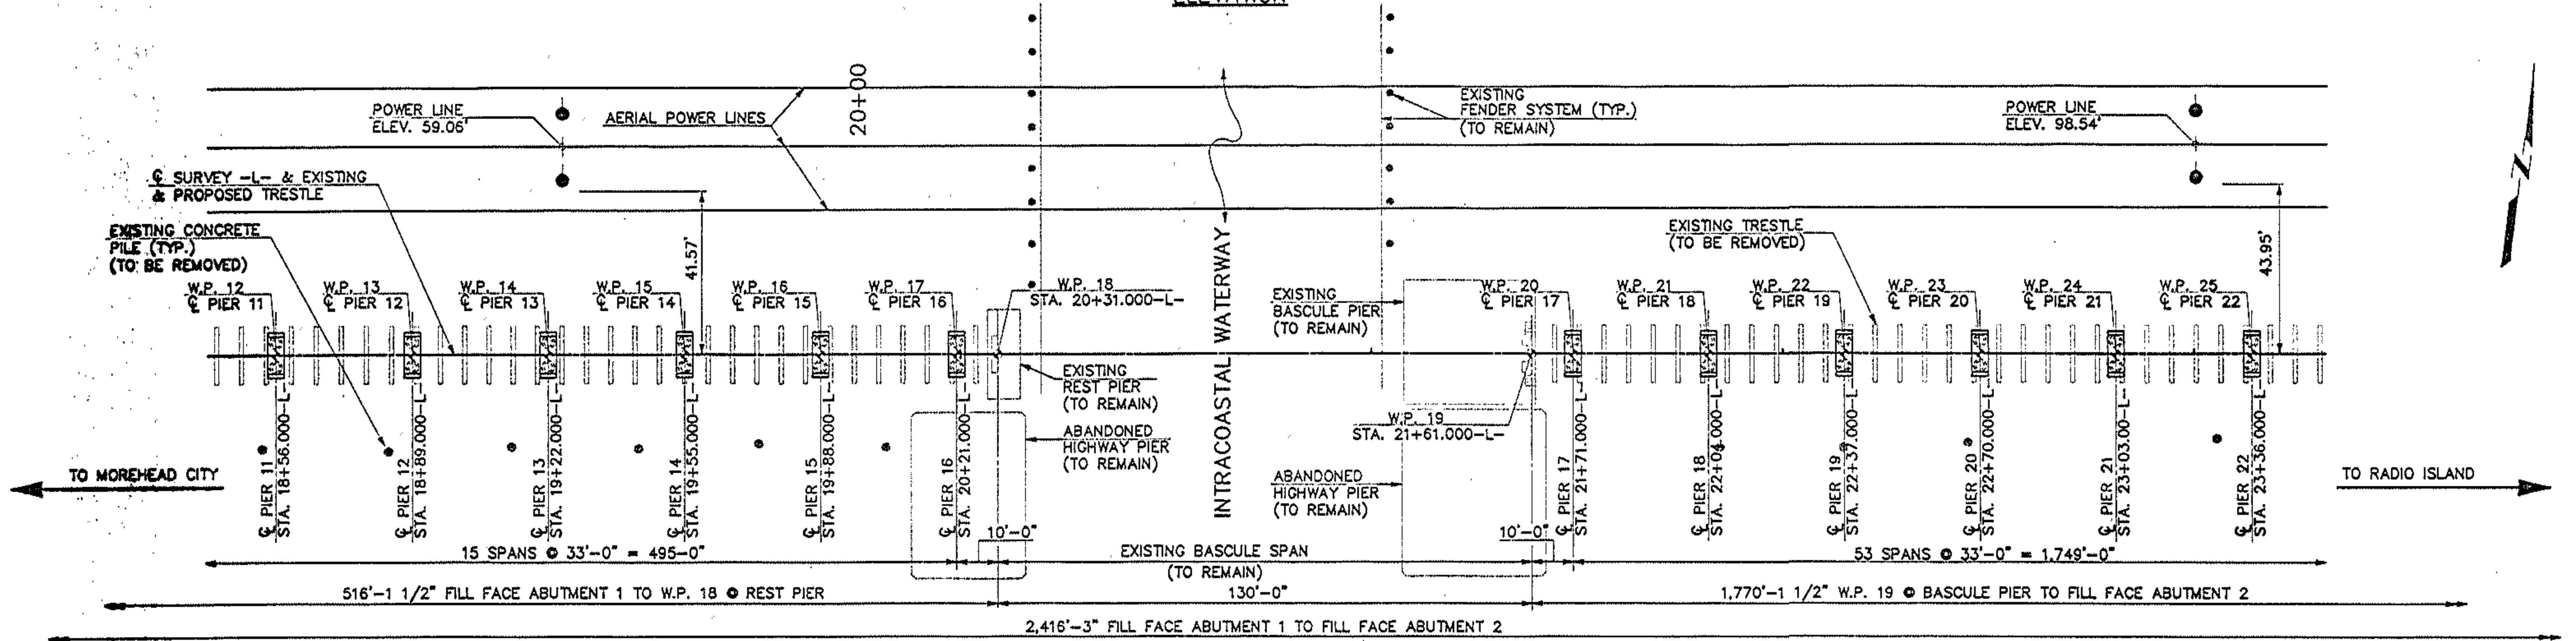 20+00
POWER LINE
ELEV. 59.06'
AERIAL POWER LINES
EXISTING
FENDER SYSTEM (TYP.)
(TO REMAIN)
POWER LINE
ELEV. 98.54'
℄ SURVEY -L- & EXISTING
& PROPOSED TRESTLE
EXISTING CONCRETE
PILE (TYP.)
(TO BE REMOVED)
41.57'
INTRACOASTAL WATERWAY
EXISTING TRESTLE
(TO BE REMOVED)
43.95'
W.P. 12
℄ PIER 11
W.P. 13
℄ PIER 12
W.P. 14
℄ PIER 13
W.P. 15
℄ PIER 14
W.P. 16
℄ PIER 15
W.P. 17
℄ PIER 16
W.P. 18
STA. 20+31.000-L-
EXISTING
BASCULE PIER
(TO REMAIN)
W.P. 20
℄ PIER 17
W.P. 21
℄ PIER 18
W.P. 22
℄ PIER 19
W.P. 23
℄ PIER 20
W.P. 24
℄ PIER 21
W.P. 25
℄ PIER 22
EXISTING
REST PIER
(TO REMAIN)
ABANDONED
HIGHWAY PIER
(TO REMAIN)
W.P. 19
STA. 21+61.000-L-
ABANDONED
HIGHWAY PIER
(TO REMAIN)
TO MOREHEAD CITY
℄ PIER 11
STA. 18+56.000-L-
℄ PIER 12
STA. 18+89.000-L-
℄ PIER 13
STA. 19+22.000-L-
℄ PIER 14
STA. 19+55.000-L-
℄ PIER 15
STA. 19+88.000-L-
℄ PIER 16
STA. 20+21.000-L-
℄ PIER 17
STA. 21+71.000-L-
℄ PIER 18
STA. 22+04.000-L-
℄ PIER 19
STA. 22+37.000-L-
℄ PIER 20
STA. 22+70.000-L-
℄ PIER 21
STA. 23+03.00-L-
℄ PIER 22
STA. 23+36.000-L-
TO RADIO ISLAND
15 SPANS @ 33'-0" = 495-0"
10'-0"
EXISTING BASCULE SPAN
(TO REMAIN)
10'-0"
53 SPANS @ 33'-0" = 1,749'-0"
516'-1 1/2" FILL FACE ABUTMENT 1 TO W.P. 18 @ REST PIER
130'-0"
1,770'-1 1/2" W.P. 19 @ BASCULE PIER TO FILL FACE ABUTMENT 2
2,416'-3" FILL FACE ABUTMENT 1 TO FILL FACE ABUTMENT 2